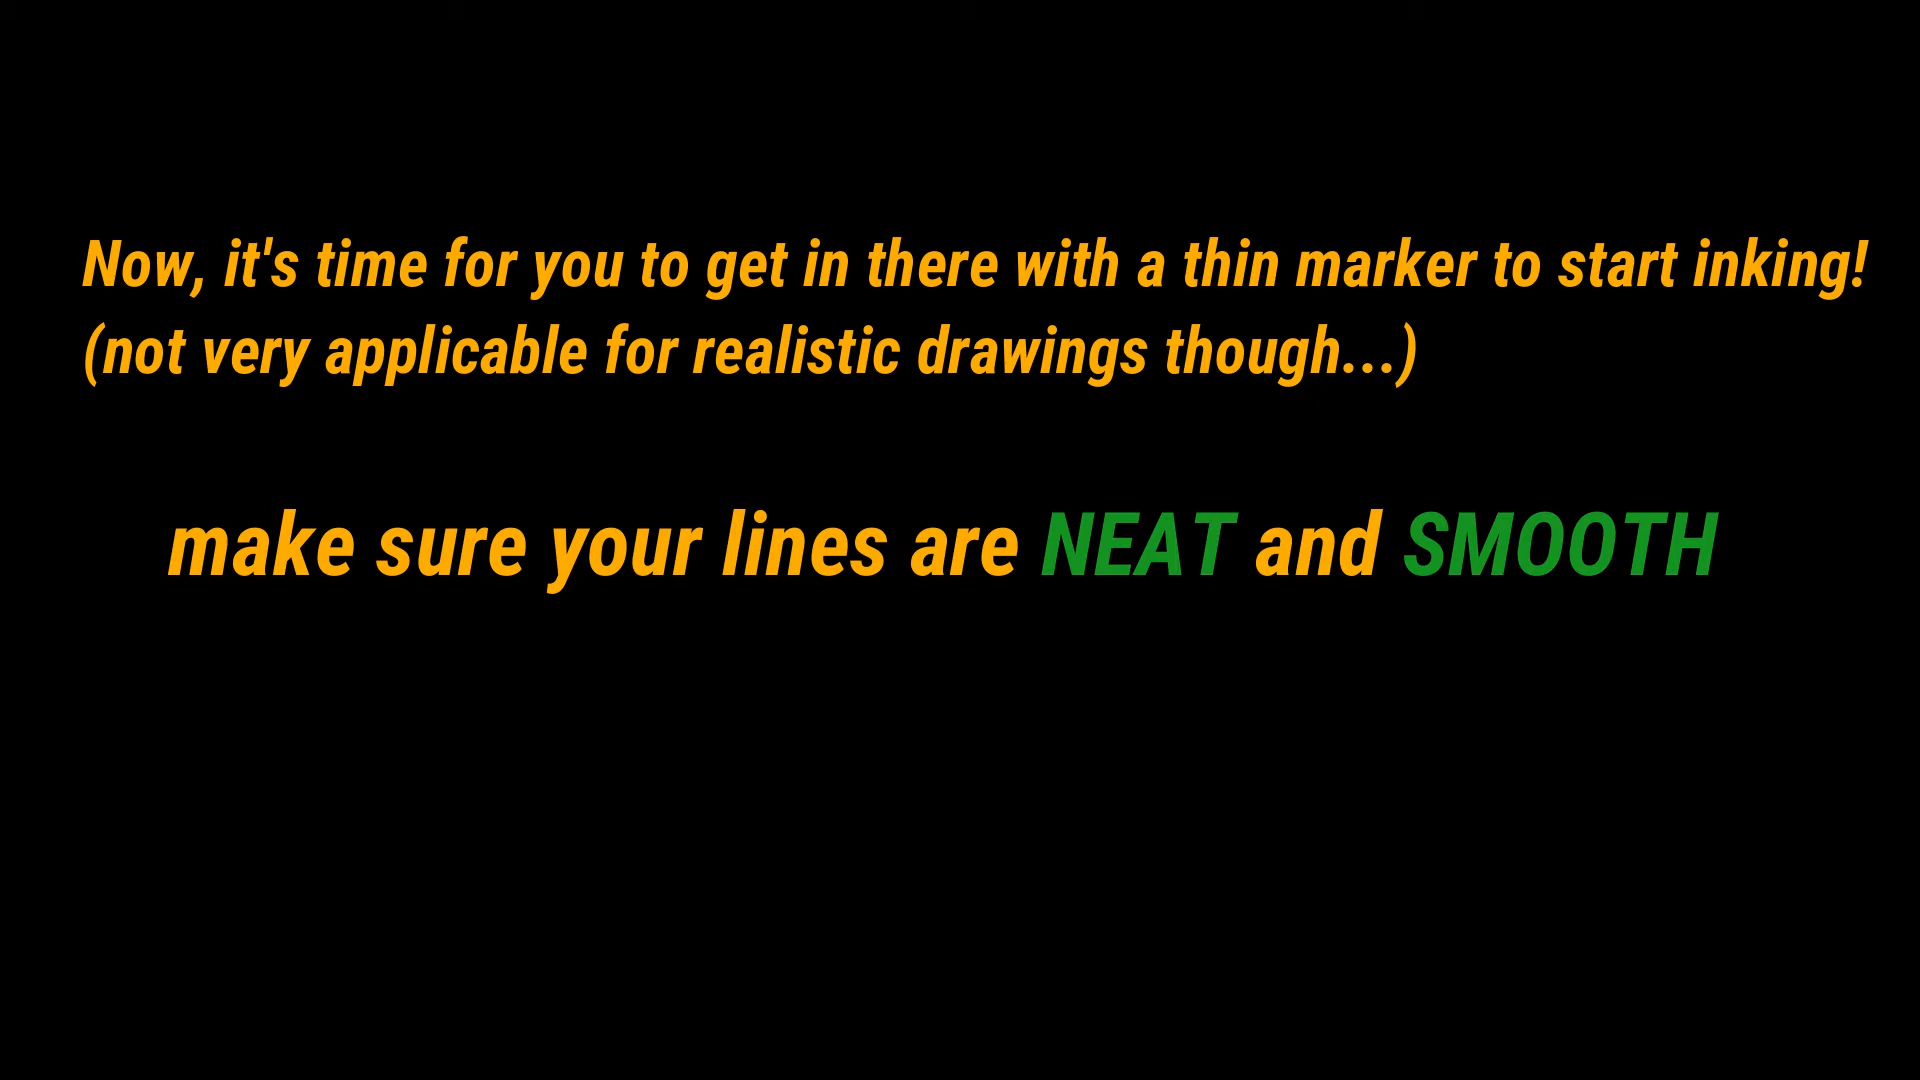 Now, it's time for you to get in there with a thin marker to start inking!
(not very applicable for realistic drawings though...)
make sure your lines are NEAT and SMOOTH